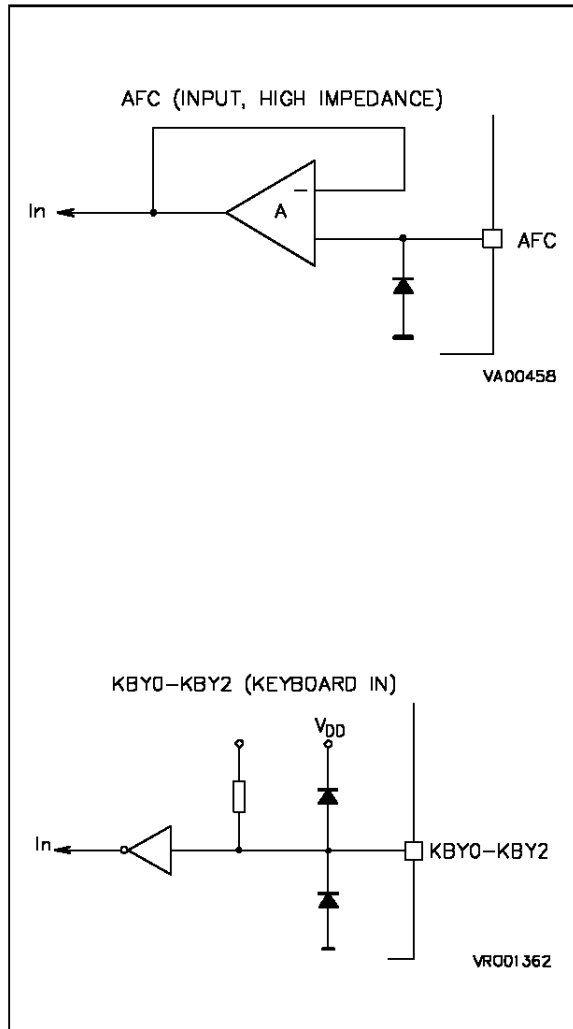 AFC (INPUT, HIGH IMPEDANCE)
In
A
AFC
VA00458
KBY0-KBY2 (KEYBOARD IN)
VDD
In
KBY0-KBY2
VR001362